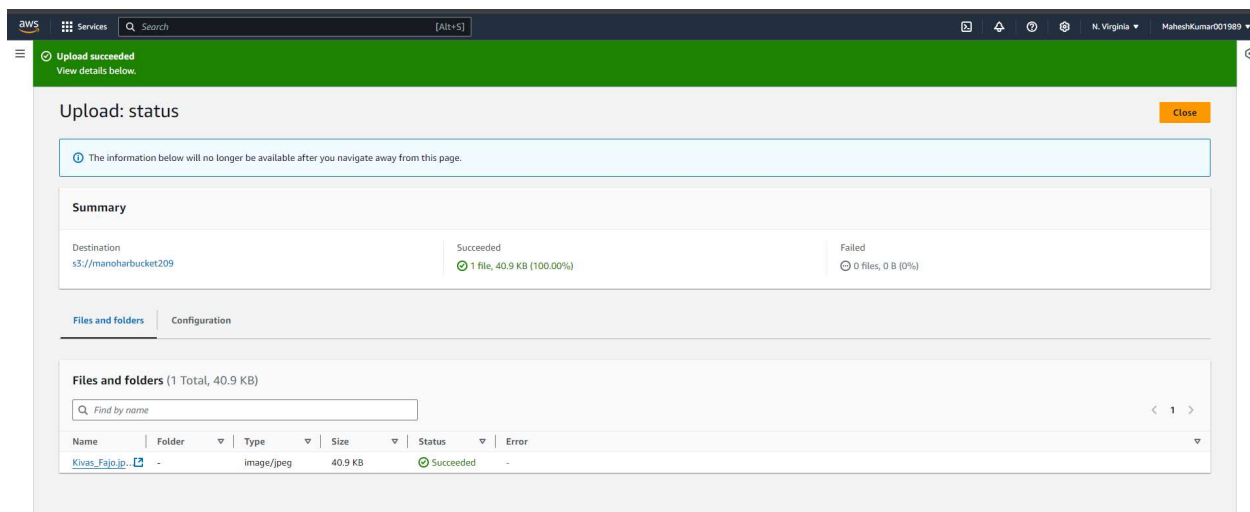 aws Services Search [Alt+S] N. Virginia MaheshKumar001989
Upload succeeded
View details below.
Upload: status
Close
The information below will no longer be available after you navigate away from this page.
Summary
Destination Succeeded Failed
s3://manoharbucket209 1 file, 40.9 KB (100.00%) 0 files, 0 B (0%)
Files and folders Configuration
Files and folders (1 Total, 40.9 KB)
Find by name 1
Name Folder Type Size Status Error
Kivas_Fajo.jp... - image/jpeg 40.9 KB Succeeded -